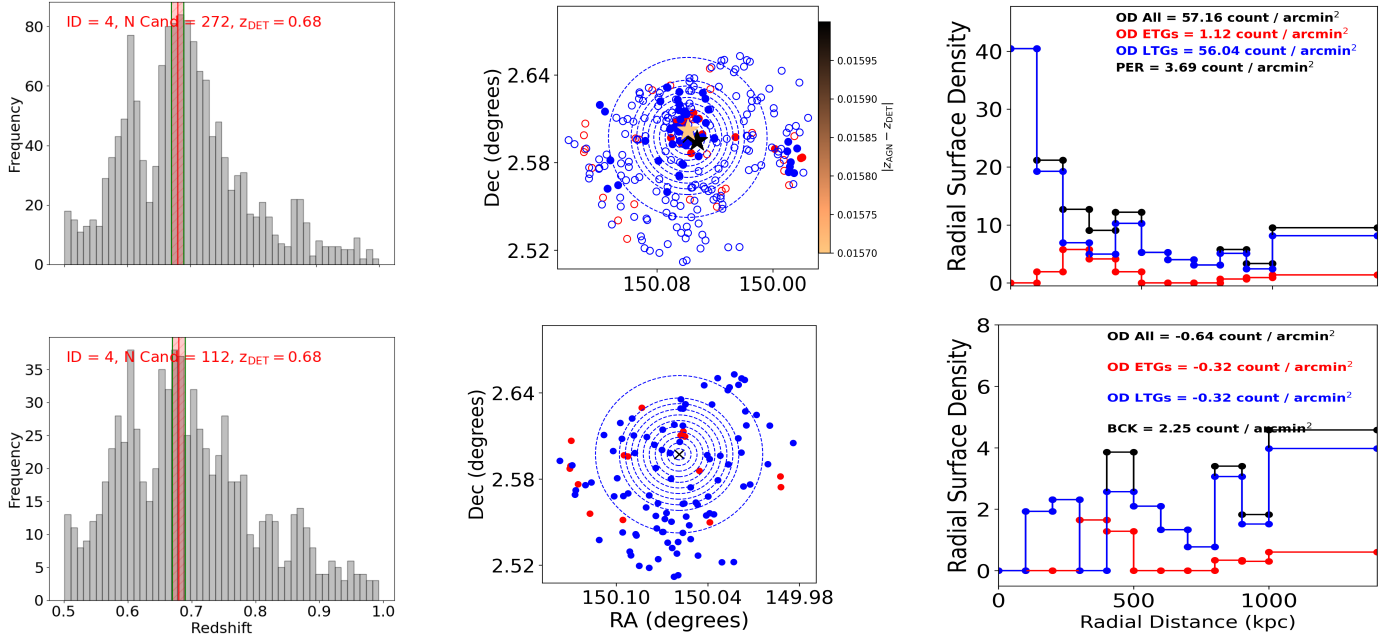 ID = 4, N Cand = 272, z_DET = 0.68
Frequency
80
60
40
20
0
Dec (degrees)
2.64
2.58
2.52
150.08
150.00
0.01595
0.01590
0.01585
0.01580
0.01575
0.01570
|z_AGN − z_DET|
Radial Surface Density
40
30
20
10
0
OD All = 57.16 count / arcmin²
OD ETGs = 1.12 count / arcmin²
OD LTGs = 56.04 count / arcmin²
PER = 3.69 count / arcmin²
ID = 4, N Cand = 112, z_DET = 0.68
Frequency
35
30
25
20
15
10
5
0
0.5
0.6
0.7
0.8
0.9
1.0
Redshift
Dec (degrees)
2.64
2.58
2.52
150.10
150.04
149.98
RA (degrees)
Radial Surface Density
8
6
4
2
0
OD All = -0.64 count / arcmin²
OD ETGs = -0.32 count / arcmin²
OD LTGs = -0.32 count / arcmin²
BCK = 2.25 count / arcmin²
0
500
1000
Radial Distance (kpc)